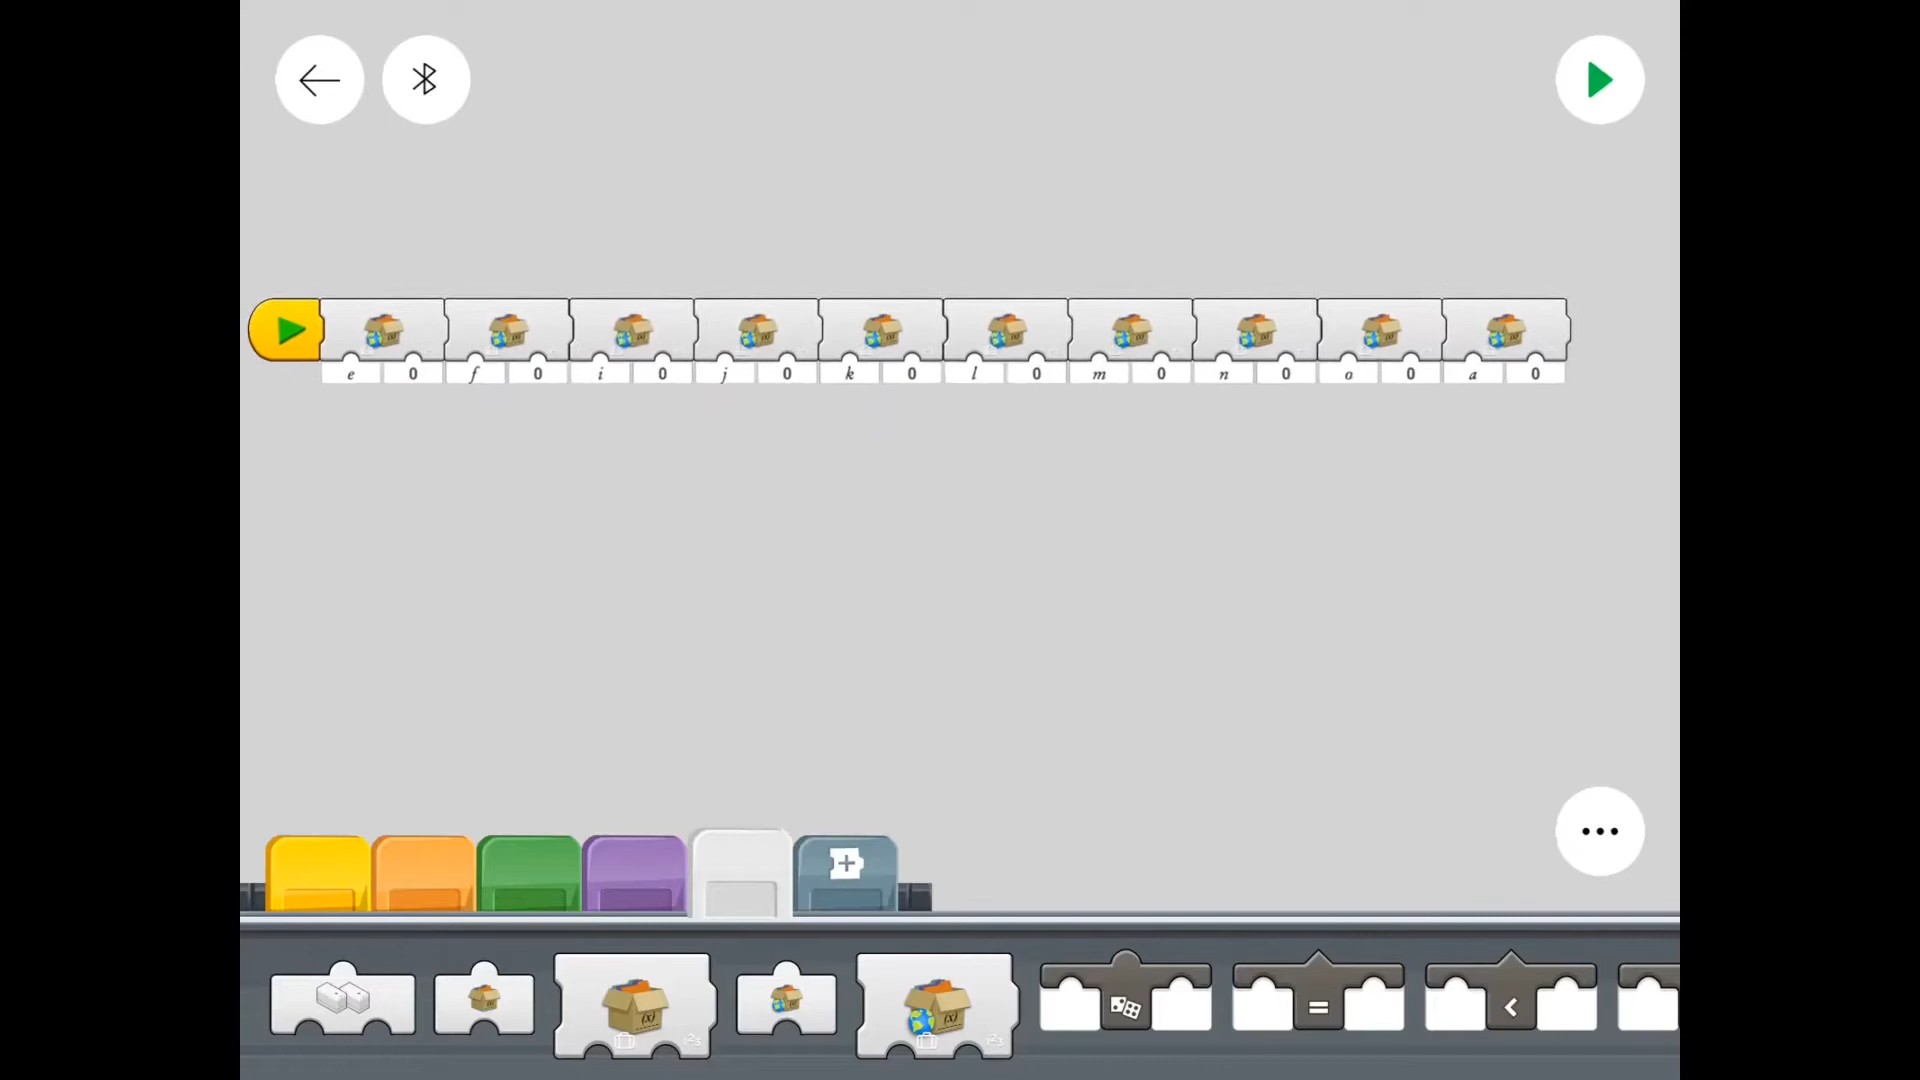 e 0 f 0 i 0 j 0 k 0 l 0 m 0 n 0 o 0 a 0
(x) (x)
= <